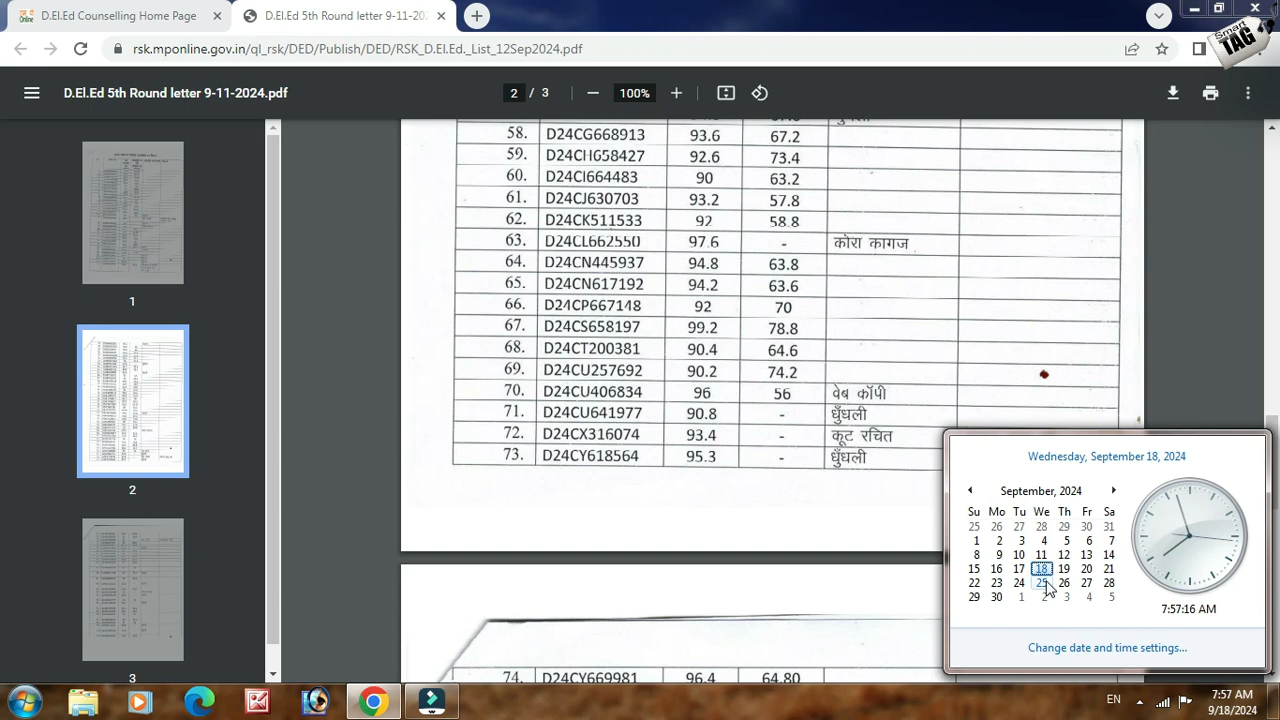 D.El.Ed Counselling Home Page
D.El.Ed 5th Round letter 9-11-202
Smart TAG
rsk.mponline.gov.in/ql_rsk/DED/Publish/DED/RSK_D.El.Ed._List_12Sep2024.pdf
D.El.Ed 5th Round letter 9-11-2024.pdf
2 / 3
100%
58. D24CG668913 93.6 67.2
59. D24CH658427 92.6 73.4
60. D24CI664483 90 63.2
61. D24CJ630703 93.2 57.8
62. D24CK511533 92 58.8
63. D24CL662550 97.6 - कोरा कागज
64. D24CN445937 94.8 63.8
65. D24CN617192 94.2 63.6
66. D24CP667148 92 70
67. D24CS658197 99.2 78.8
68. D24CT200381 90.4 64.6
69. D24CU257692 90.2 74.2
70. D24CU406834 96 56 वेब कॉपी
71. D24CU641977 90.8 - धुँधली
72. D24CX316074 93.4 - कूट रचित
73. D24CY618564 95.3 - धुँधली
74. D24CY669981 96.4 64.80
1
2
3
Wednesday, September 18, 2024
September, 2024
Su Mo Tu We Th Fr Sa
25 26 27 28 29 30 31
1 2 3 4 5 6 7
8 9 10 11 12 13 14
15 16 17 18 19 20 21
22 23 24 25 26 27 28
29 30 1 2 3 4 5
7:57:16 AM
Change date and time settings...
EN
7:57 AM
9/18/2024